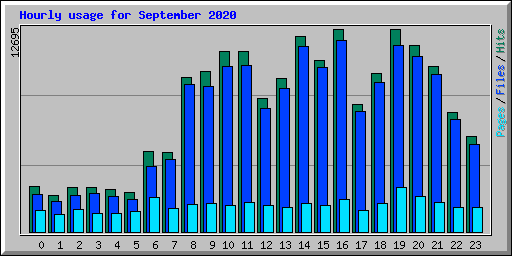 Hourly usage for September 2020
12695
Pages / Files / Hits
0 1 2 3 4 5 6 7 8 9 10 11 12 13 14 15 16 17 18 19 20 21 22 23